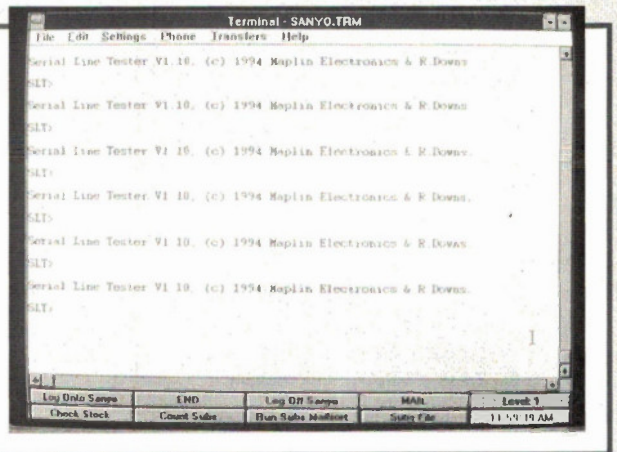 Terminal - SANYO.TRM
File Edit Settings Phone Transfers Help
Serial Line Tester V1.10, (c) 1994 Maplin Electronics & R.Downs.
SLT>
Serial Line Tester V1.10, (c) 1994 Maplin Electronics & R.Downs.
SLT>
Serial Line Tester V1.10, (c) 1994 Maplin Electronics & R.Downs.
SLT>
Serial Line Tester V1.10, (c) 1994 Maplin Electronics & R.Downs.
SLT>
Serial Line Tester V1.10, (c) 1994 Maplin Electronics & R.Downs.
SLT>
Serial Line Tester V1.10, (c) 1994 Maplin Electronics & R.Downs.
SLT>
Log Onto Sanyo END Log Off Sanyo MAIL Level: 1
Check Stock Count Subs Run Subs Subs File 11:59:19 AM